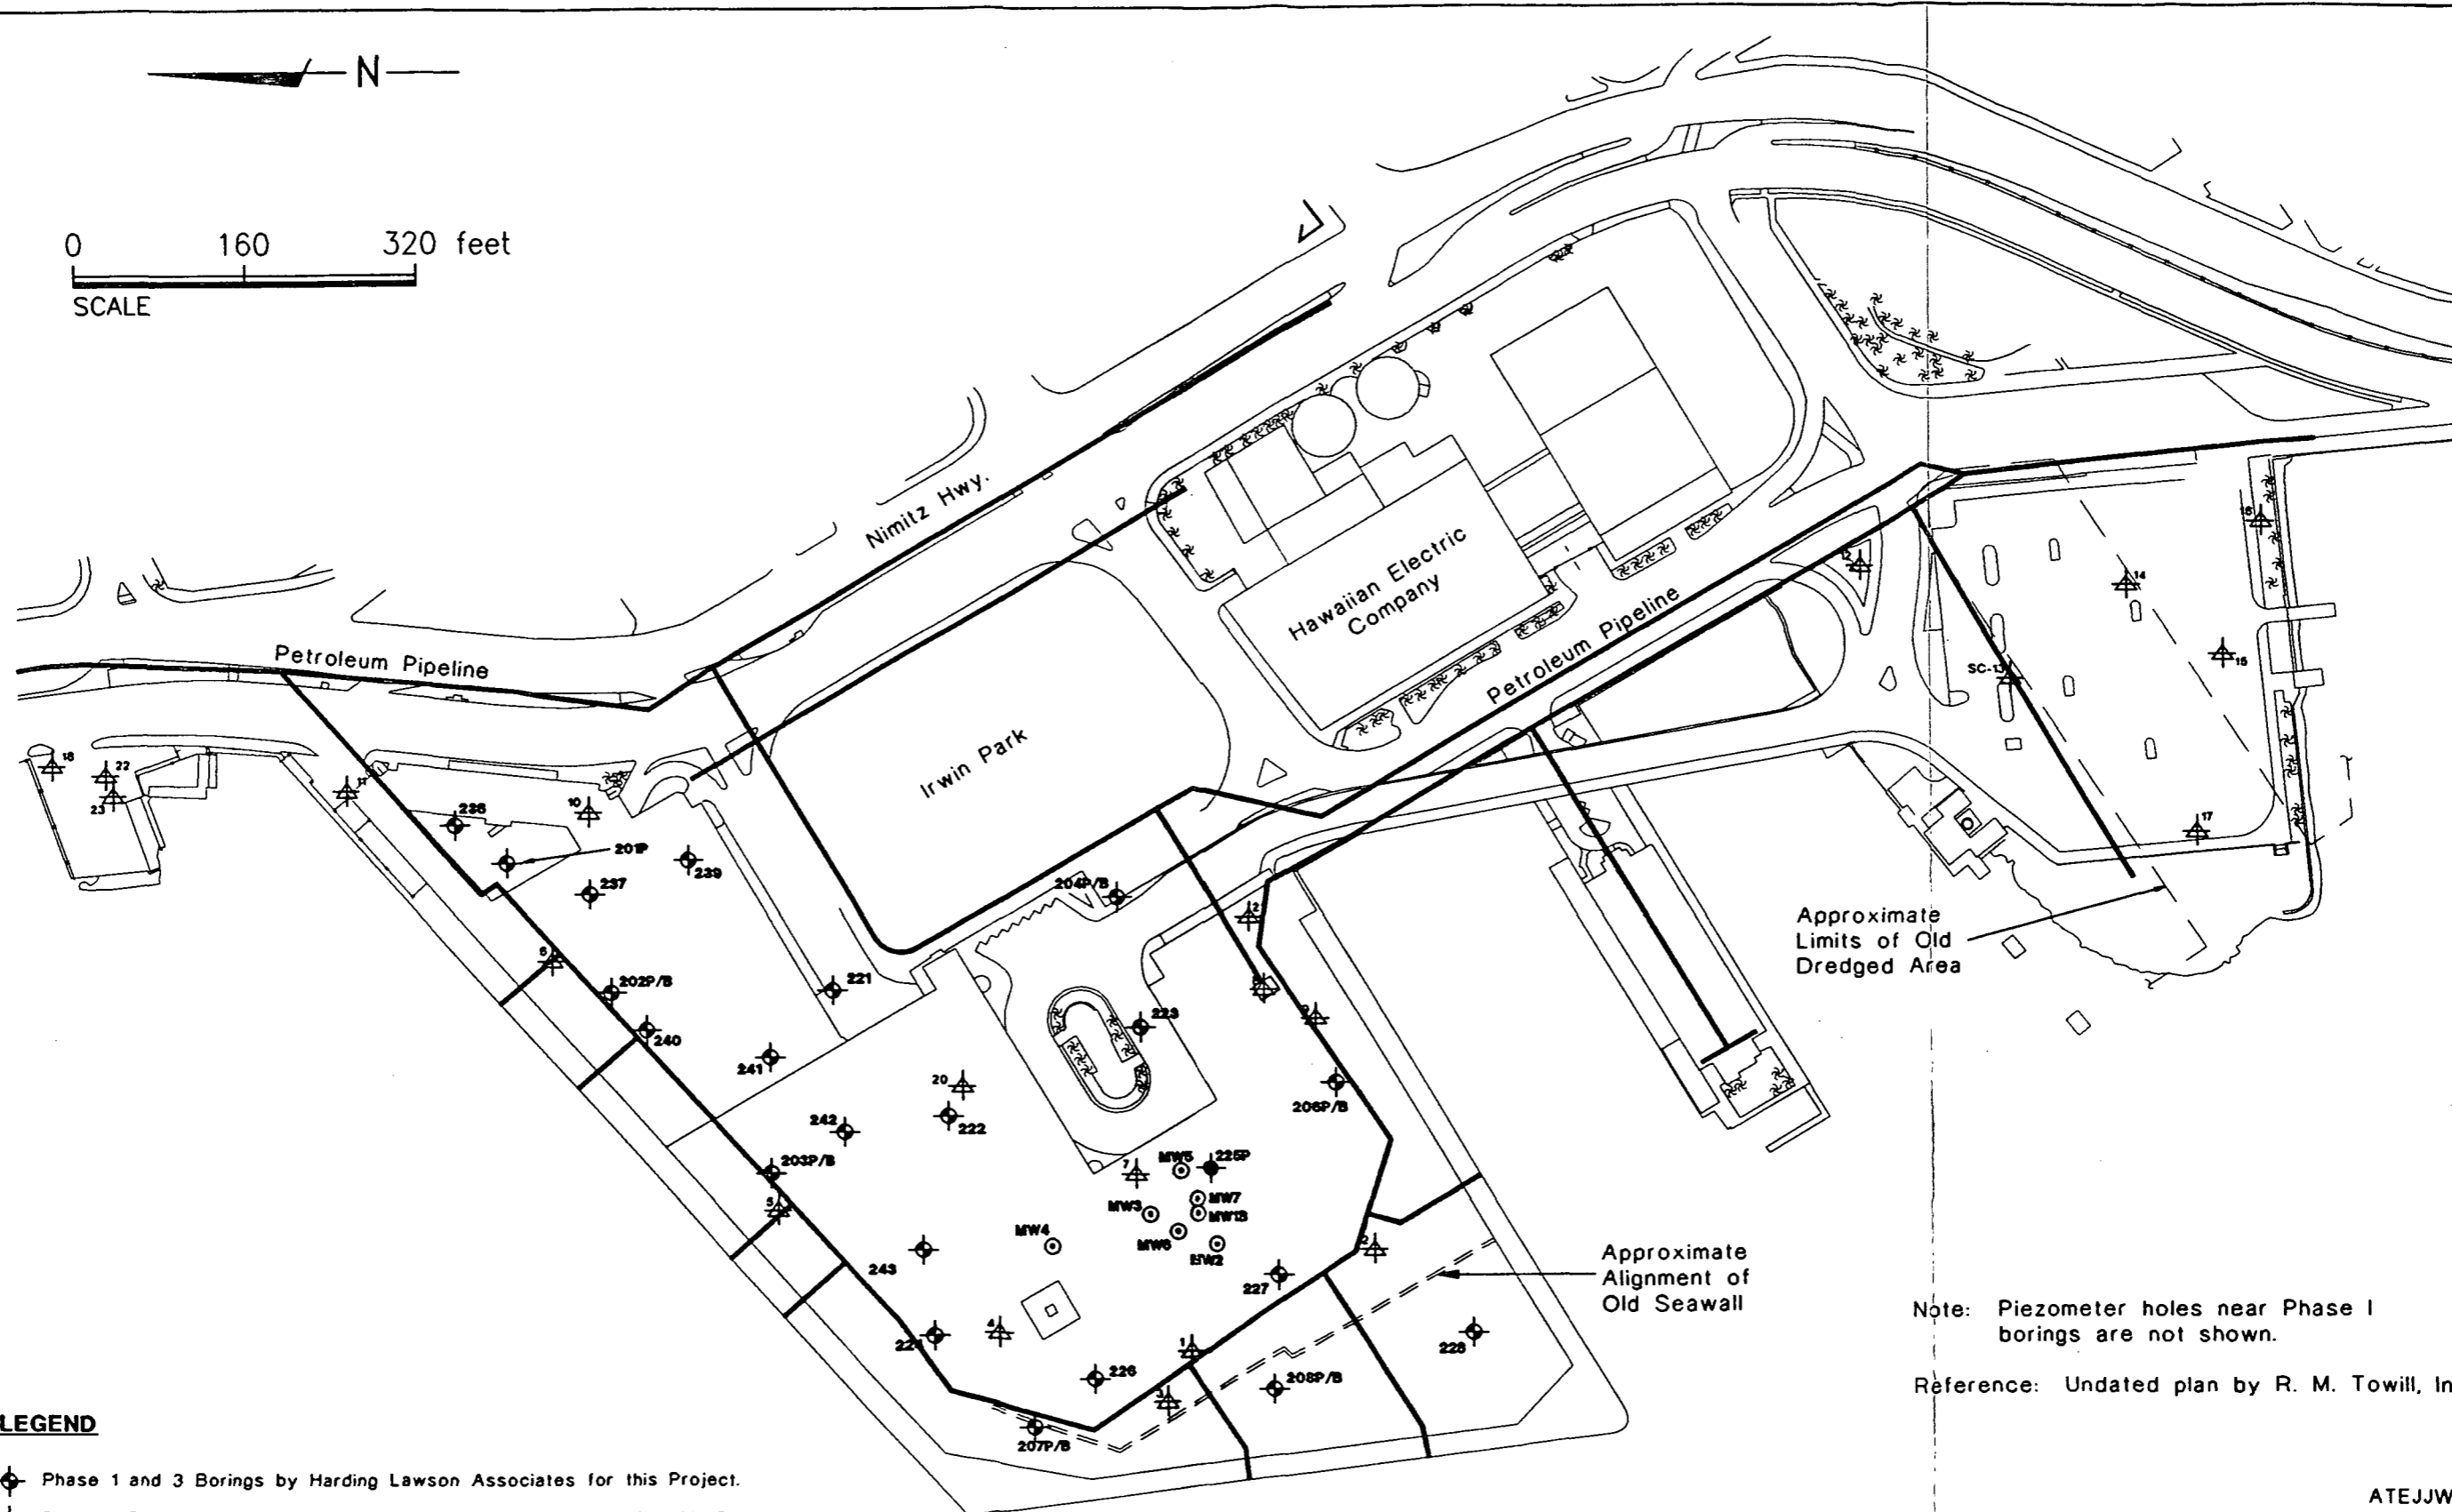 N
0 160 320 feet
SCALE
Nimitz Hwy.
Petroleum Pipeline
Hawaiian Electric
Company
Petroleum Pipeline
Irwin Park
16
14
15
SC-13
17
18
22
23
11
10
238
201P
237
239
204P/B
6
202P/B
221
240
241
223
20
222
242
206P/B
203P/B
5
7
MW5
225P
MW7
MW3
MW1B
MW4
MW6
MW2
243
227
2
4
1
226
228
3
208P/B
207P/B
Approximate
Limits of Old
Dredged Area
Approximate
Alignment of
Old Seawall
Note: Piezometer holes near Phase I
borings are not shown.
Reference: Undated plan by R. M. Towill, In
LEGEND
Phase 1 and 3 Borings by Harding Lawson Associates for this Project.
ATEJJW